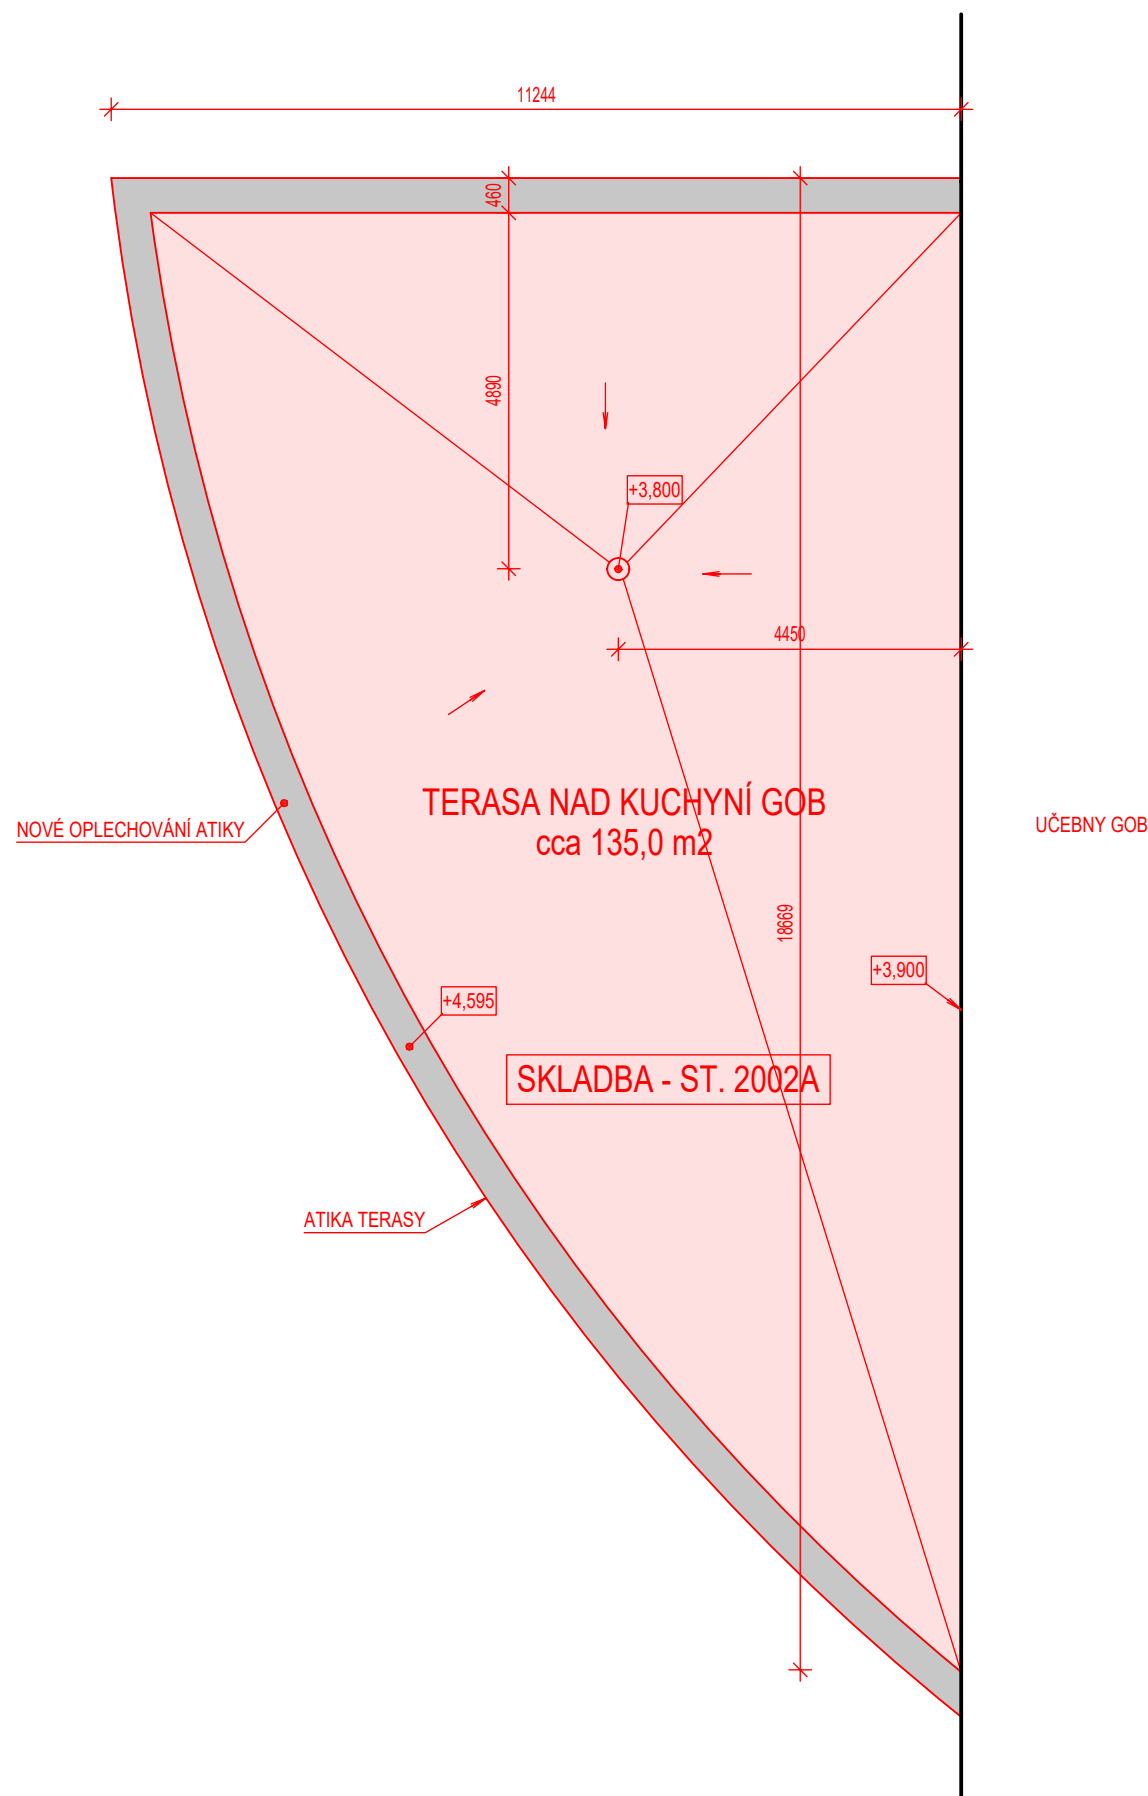 11244
460
4890
+3,800
4450
TERASA NAD KUCHYNÍ GOB
cca 135,0 m2
NOVÉ OPLECHOVÁNÍ ATIKY
UČEBNY GOB
18669
+3,900
+4,595
SKLADBA - ST. 2002A
ATIKA TERASY